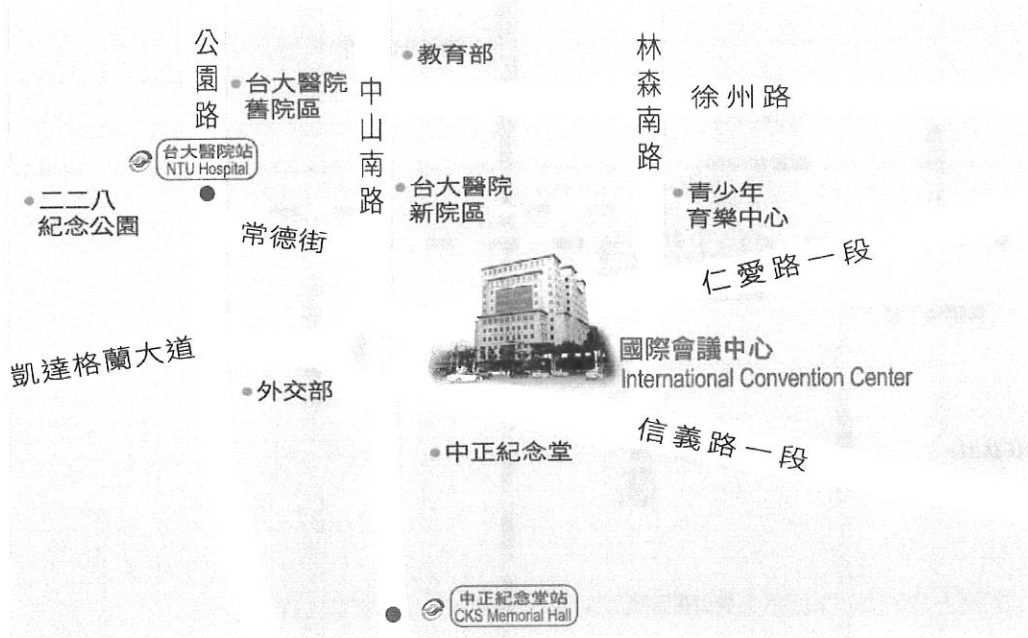 公園路
台大醫院
舊院區
中山南路
教育部
林森南路
徐州路
台大醫院站
NTU Hospital
二二八
紀念公園
常德街
台大醫院
新院區
青少年
育樂中心
仁愛路一段
凱達格蘭大道
國際會議中心
International Convention Center
外交部
信義路一段
中正紀念堂
中正紀念堂站
CKS Memorial Hall